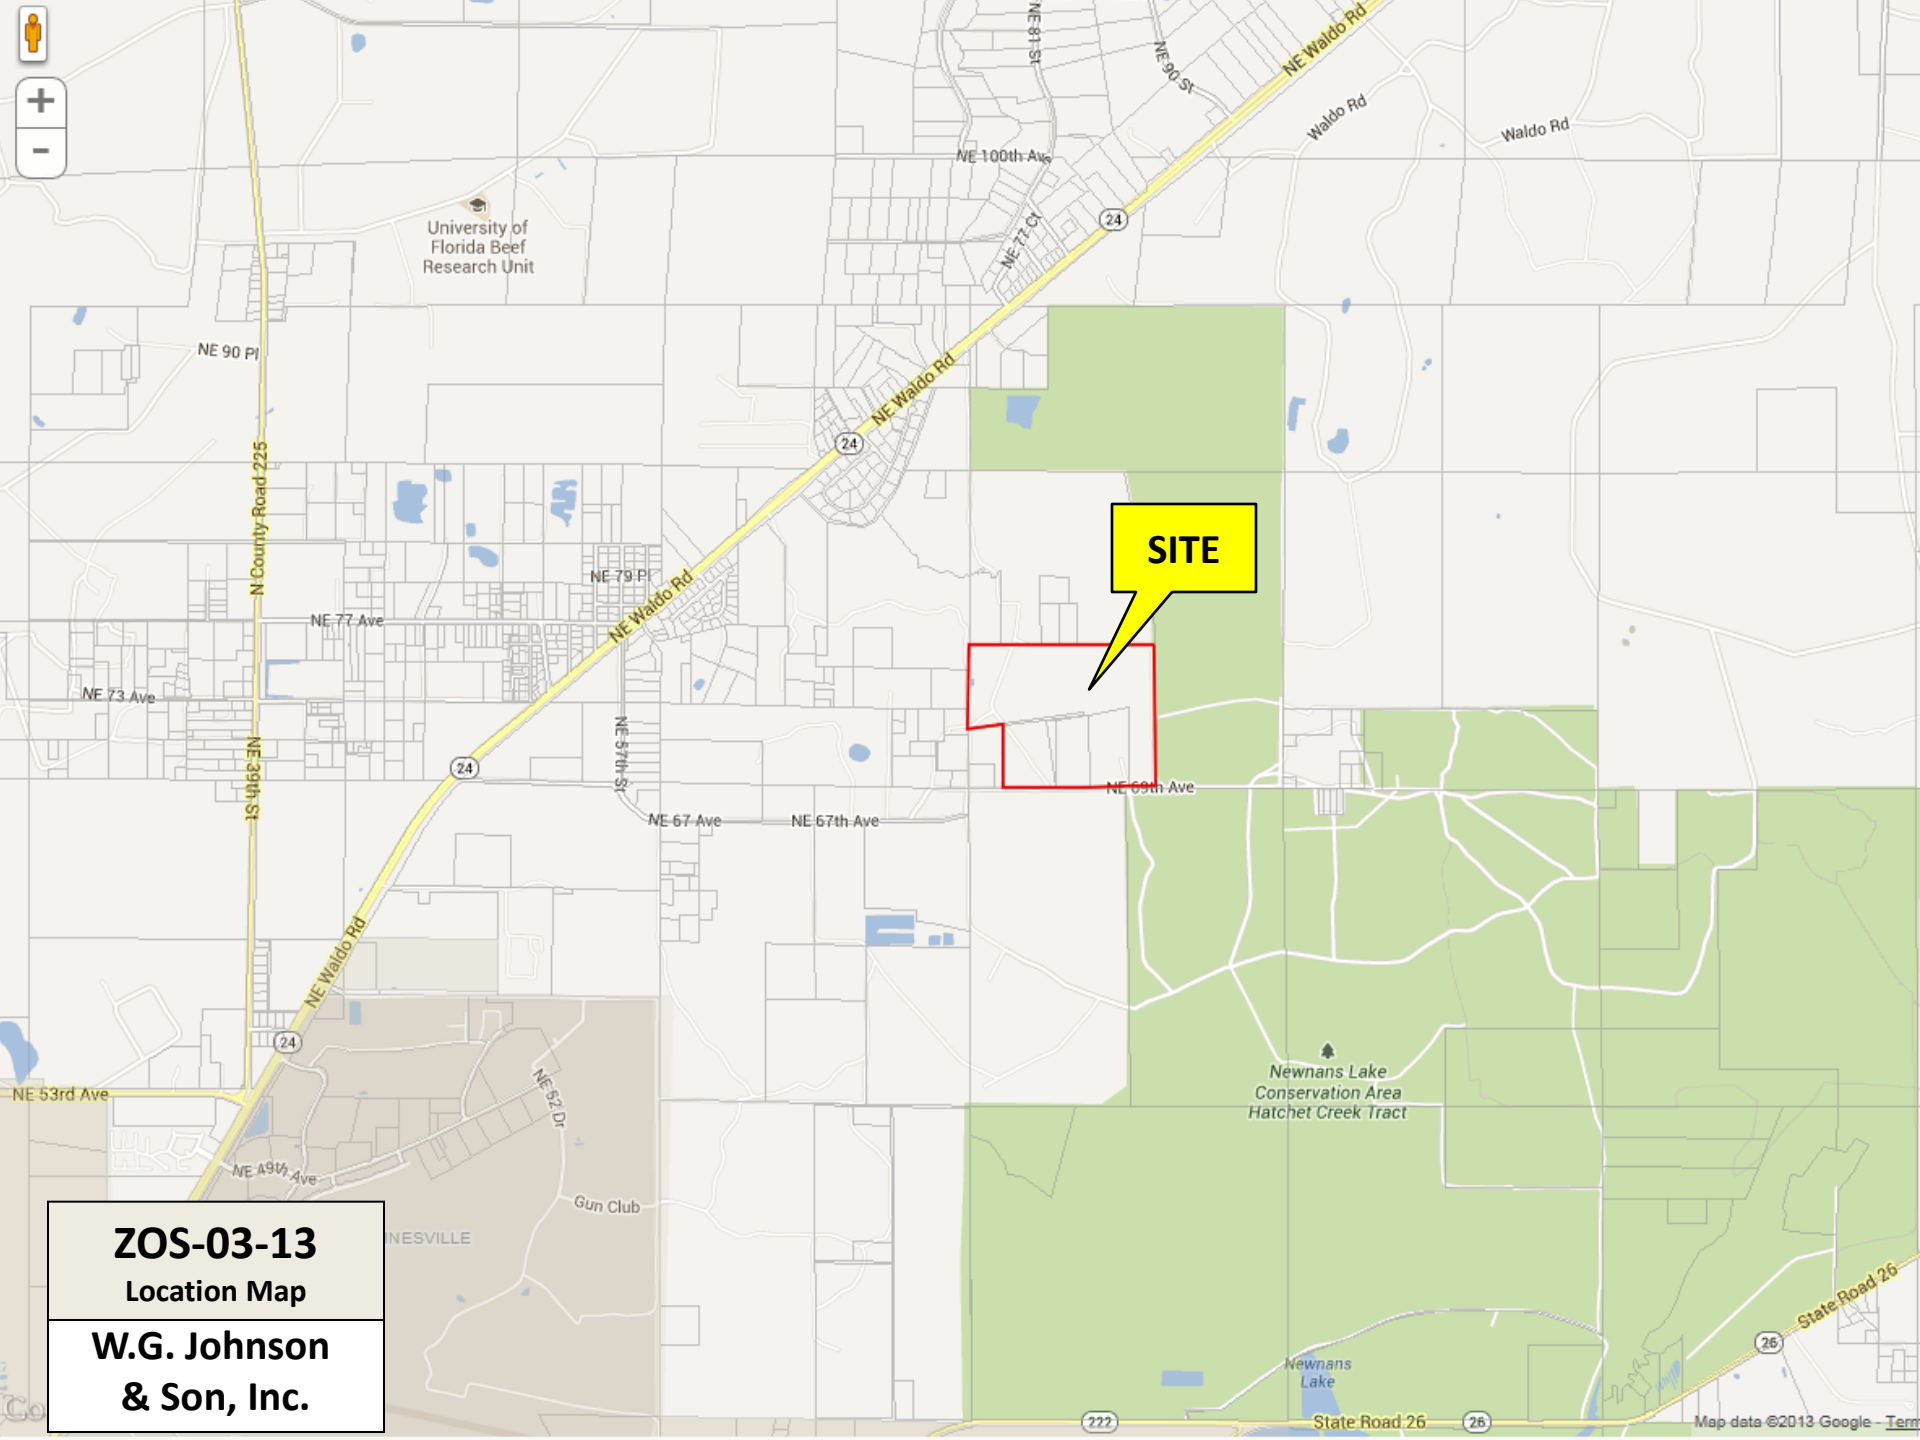 NE 81 St
NE 90 St
NE Waldo Rd
Waldo Rd
Waldo Rd
NE 100th Ave
University of
Florida Beef
Research Unit
24
NE 77 Ct
NE 90 Pl
NE Waldo Rd
24
N County Road 225
SITE
NE 79 Pl
NE Waldo Rd
NE 77 Ave
NE 73 Ave
NE 57th St
NE 39th St
24
NE 69th Ave
NE 67 Ave
NE 67th Ave
NE Waldo Rd
24
Newnans Lake
Conservation Area
Hatchet Creek Tract
NE 53rd Ave
NE 52 Dr
NE 49th Ave
Gun Club
ZOS-03-13
Location Map
INESVILLE
W.G. Johnson
& Son, Inc.
State Road 26
26
Newnans
Lake
Go
222
State Road 26
26
Map data ©2013 Google - Term